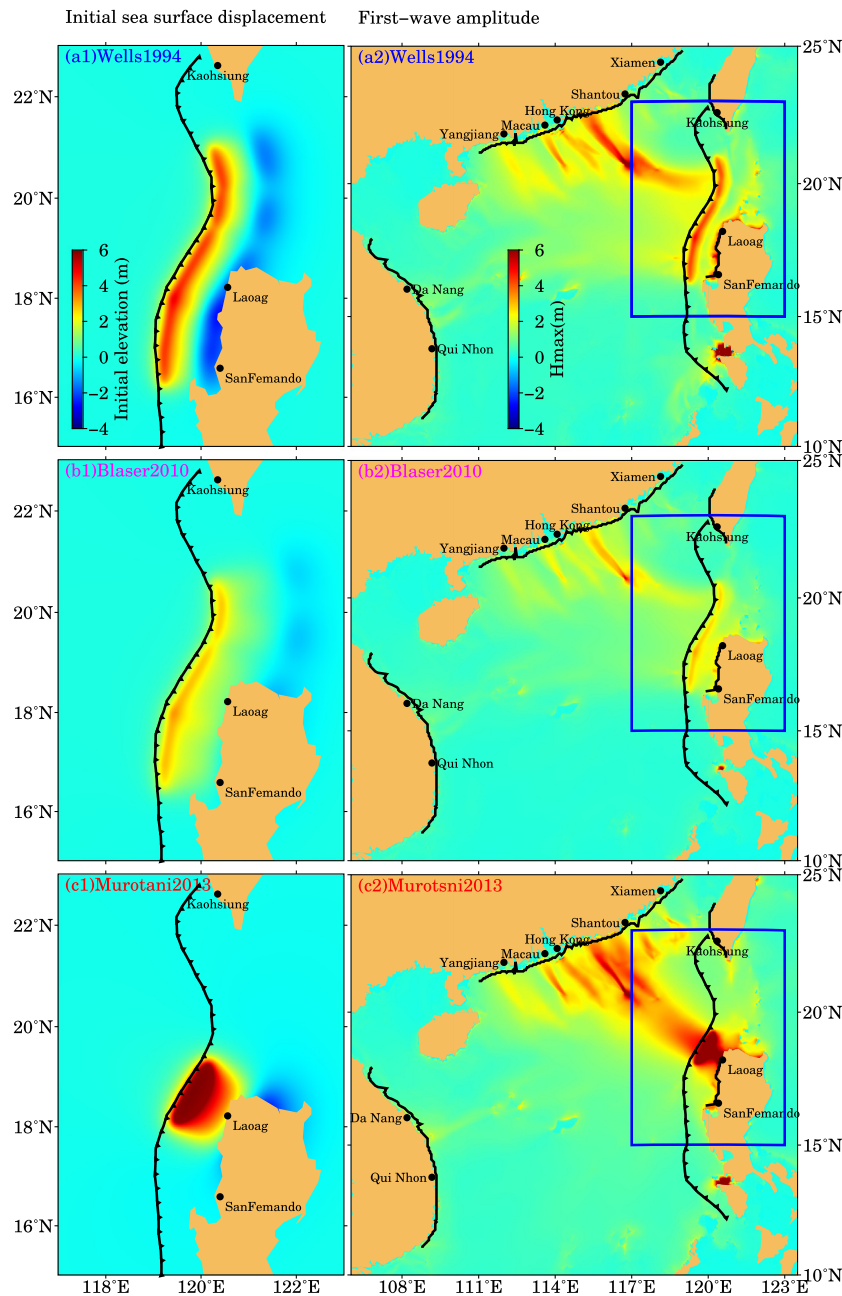 Initial sea surface displacement
First−wave amplitude
(a1)Wells1994
Kaohsiung
22°N
20°N
18°N
16°N
6
4
2
0
−2
−4
Initial elevation (m)
Laoag
SanFemando
(a2)Wells1994
Xiamen
Shantou
Hong Kong
Macau
Yangjiang
Kaohsiung
Laoag
SanFemando
Da Nang
Qui Nhon
6
4
2
0
−2
−4
Hmax(m)
25°N
20°N
15°N
10°N
(b1)Blaser2010
Kaohsiung
22°N
20°N
18°N
16°N
Laoag
SanFemando
(b2)Blaser2010
Xiamen
Shantou
Hong Kong
Macau
Yangjiang
Kaohsiung
Laoag
SanFemando
Da Nang
Qui Nhon
25°N
20°N
15°N
10°N
(c1)Murotani2013
Kaohsiung
22°N
20°N
18°N
16°N
Laoag
SanFemando
118°E
120°E
122°E
(c2)Murotsni2013
Xiamen
Shantou
Hong Kong
Macau
Yangjiang
Kaohsiung
Laoag
SanFemando
Da Nang
Qui Nhon
25°N
20°N
15°N
10°N
108°E
111°E
114°E
117°E
120°E
123°E